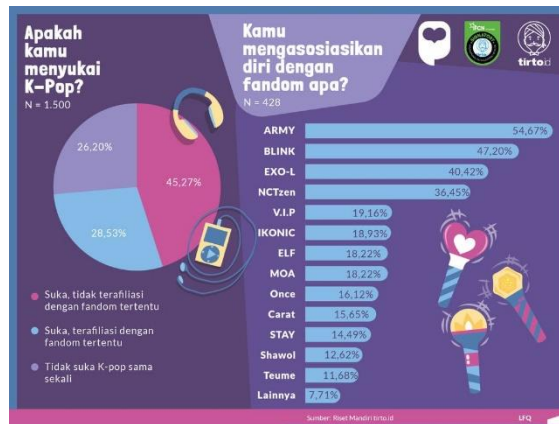 Apakah
kamu
menyukai
K-Pop?
N = 1.500
26,20%
45,27%
28,53%
Suka, tidak terafiliasi
dengan fandom tertentu
Suka, terafiliasi dengan
fandom tertentu
Tidak suka K-pop sama
sekali
Kamu
mengasosiasikan
diri dengan
fandom apa?
N = 428
tirto.id
ARMY 54,67%
BLINK 47,20%
EXO-L 40,42%
NCTzen 36,45%
V.I.P 19,16%
IKONIC 18,93%
ELF 18,22%
MOA 18,22%
Once 16,12%
Carat 15,65%
STAY 14,49%
Shawol 12,62%
Teume 11,68%
Lainnya 7,71%
Sumber: Riset Mandiri tirto.id
LFQ